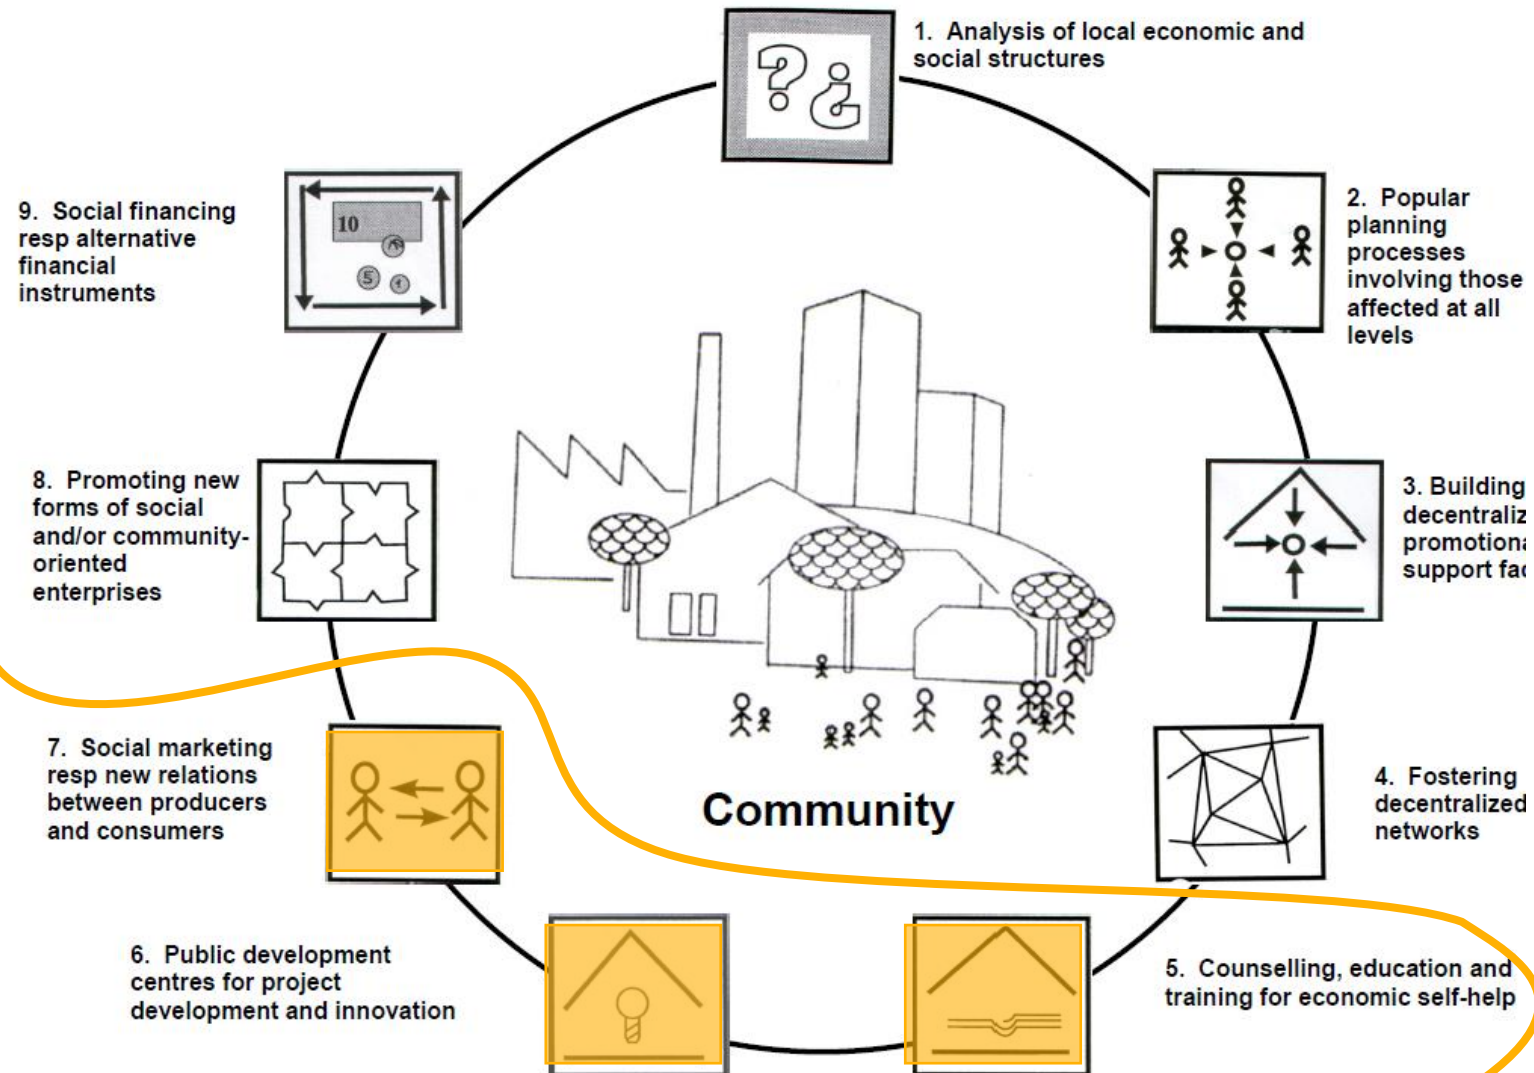 1. Analysis of local economic and
social structures
2. Popular
planning
processes
involving those
affected at all
levels
3. Building
promotiona
support
4. Fostering
decentralized
networks
5. Counselling, education and
training for economic self-help
6. Public development
centres for project
development and innovation
7. Social marketing
resp new relations
between producers
and consumers
8. Promoting new
forms of social
and/or community-
oriented
enterprises
9. Social financing
resp alternative
financial
instruments
? ¿
10
5
1
Community